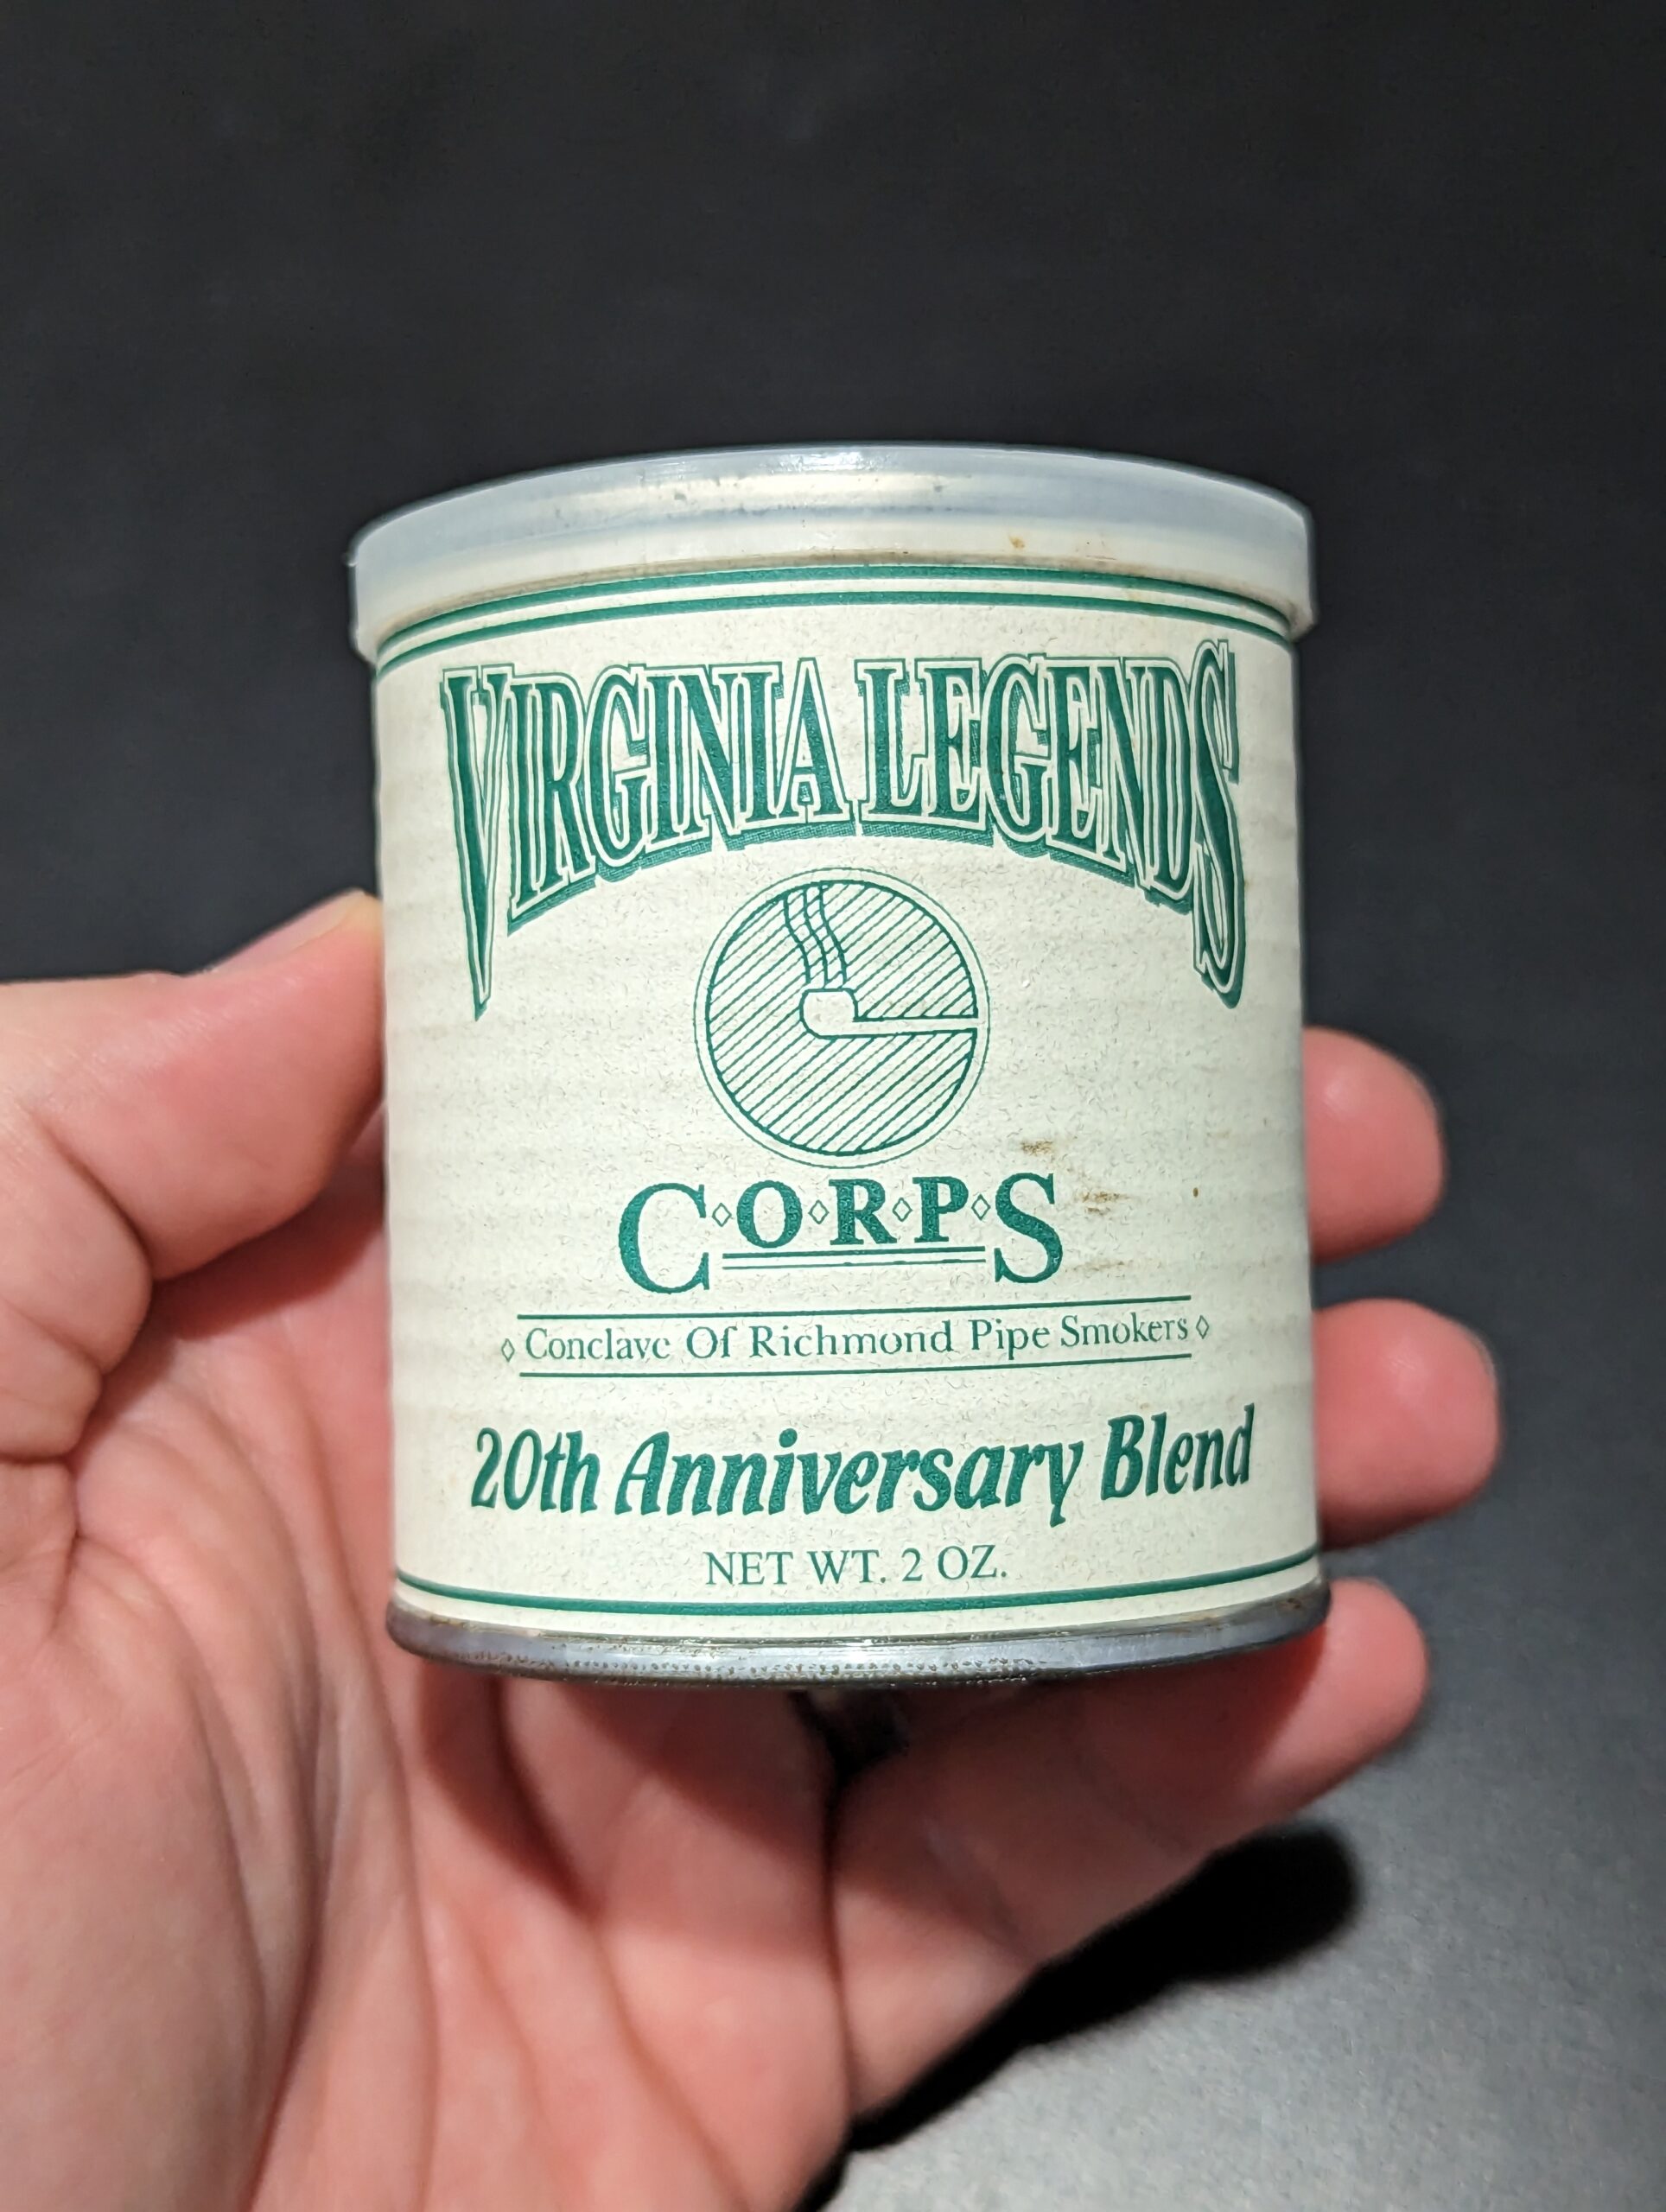 VIRGINIA LEGENDS
C◇O◇R◇P◇S
◇ Conclave Of Richmond Pipe Smokers ◇
20th Anniversary Blend
NET WT. 2 OZ.